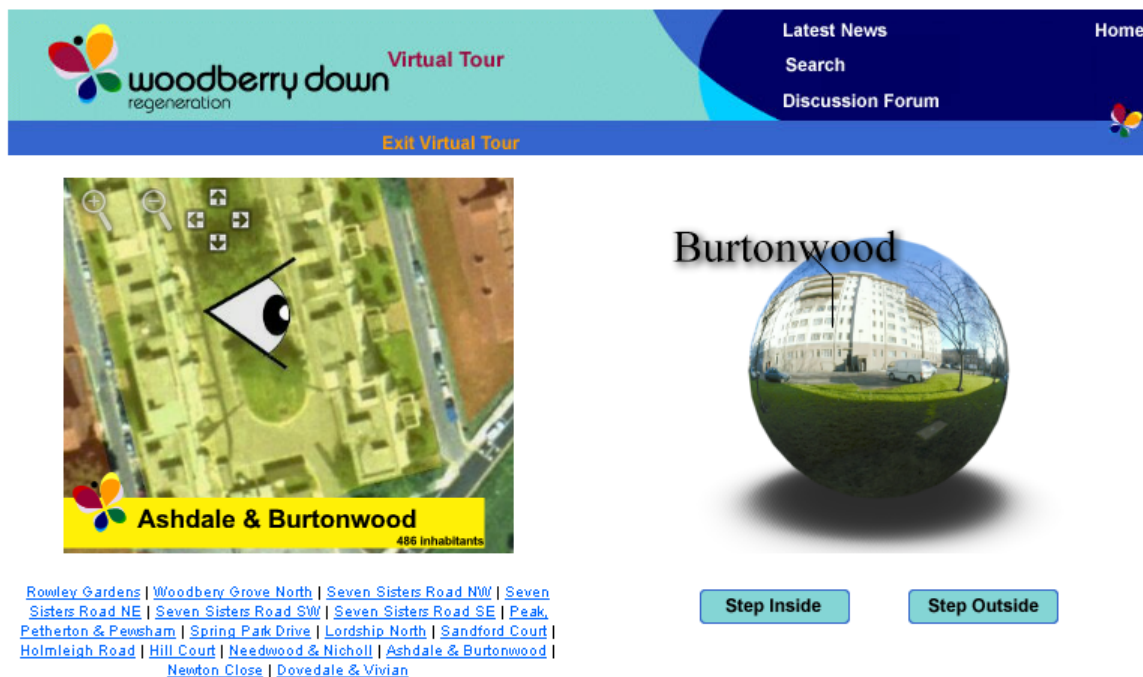 Latest News
Home
Virtual Tour
Search
woodberry down
regeneration
Discussion Forum
Exit Virtual Tour
Burtonwood
Ashdale & Burtonwood
486 inhabitants
Rowley Gardens | Woodbery Grove North | Seven Sisters Road NW | Seven
Sisters Road NE | Seven Sisters Road SW | Seven Sisters Road SE | Peak,
Petherton & Pewsham | Spring Park Drive | Lordship North | Sandford Court |
Holmleigh Road | Hill Court | Needwood & Nicholl | Ashdale & Burtonwood |
Newton Close | Dovedale & Vivian
Step Inside
Step Outside